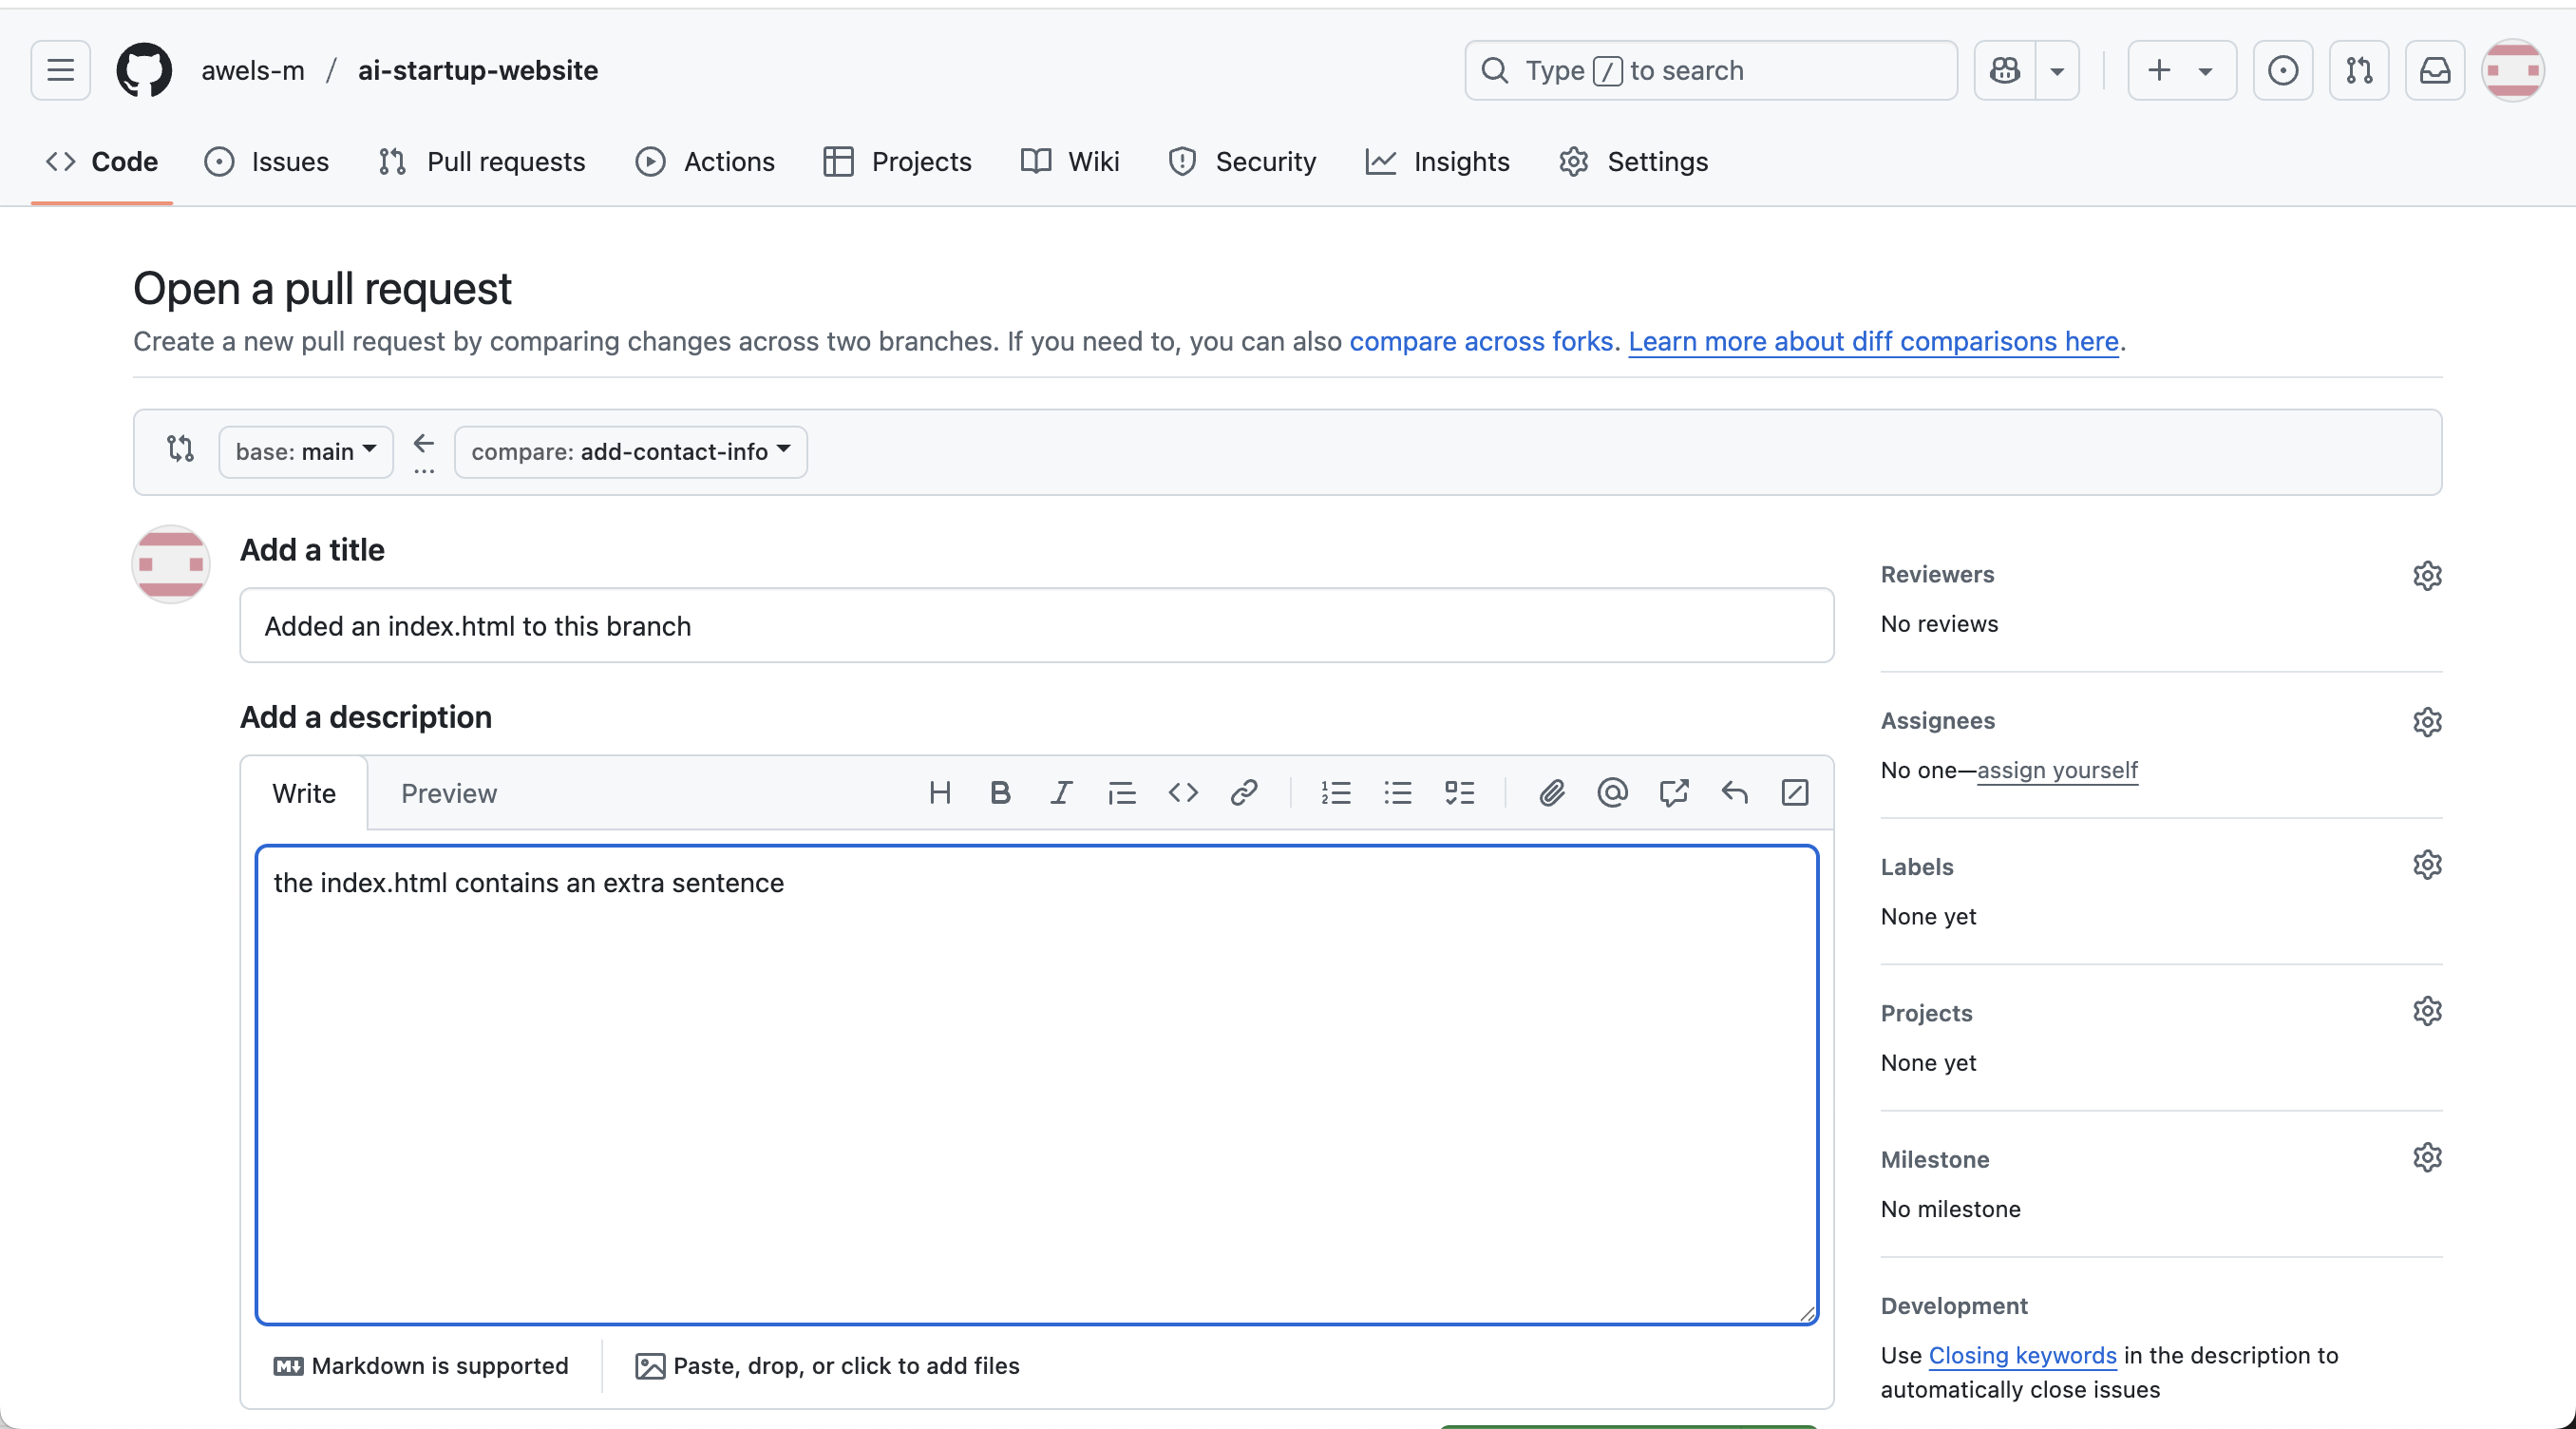 awels-m / ai-startup-website
Type / to search
Code Issues Pull requests Actions Projects Wiki Security Insights Settings
Open a pull request
Create a new pull request by comparing changes across two branches. If you need to, you can also compare across forks. Learn more about diff comparisons here.
base: main ... compare: add-contact-info
Add a title
Added an index.html to this branch
Add a description
Write Preview
the index.html contains an extra sentence
Markdown is supported
Paste, drop, or click to add files
Reviewers
No reviews
Assignees
No one—assign yourself
Labels
None yet
Projects
None yet
Milestone
No milestone
Development
Use Closing keywords in the description to
automatically close issues